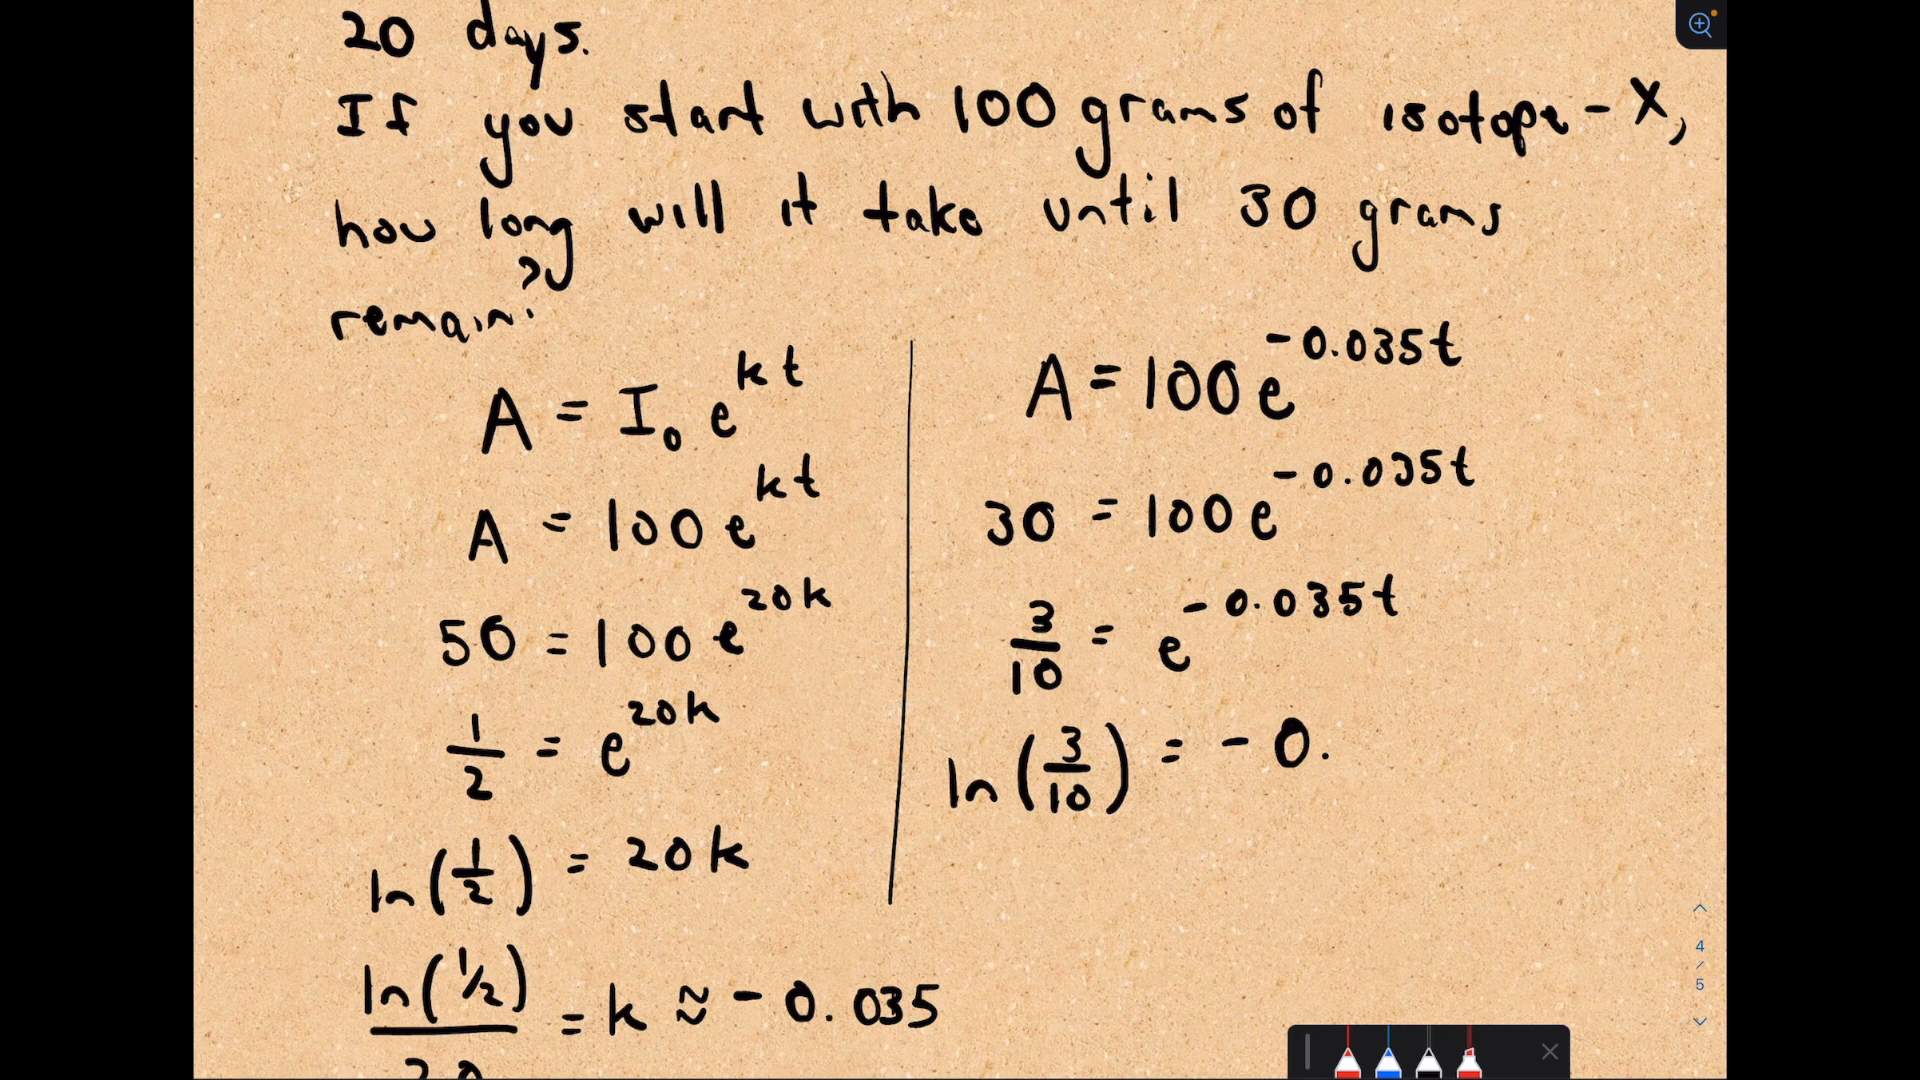 20 days.
If you start with 100 grams of isotope - X,
how long will it take until 30 grams
remain?
A = I₀ e^kt
A = 100 e^kt
50 = 100 e^20k
1/2 = e^20k
ln(1/2) = 20k
ln(1/2)/20 = k ≈ -0.035
A = 100 e^-0.035t
30 = 100 e^-0.035t
3/10 = e^-0.035t
ln(3/10) = -0.
4
/
5